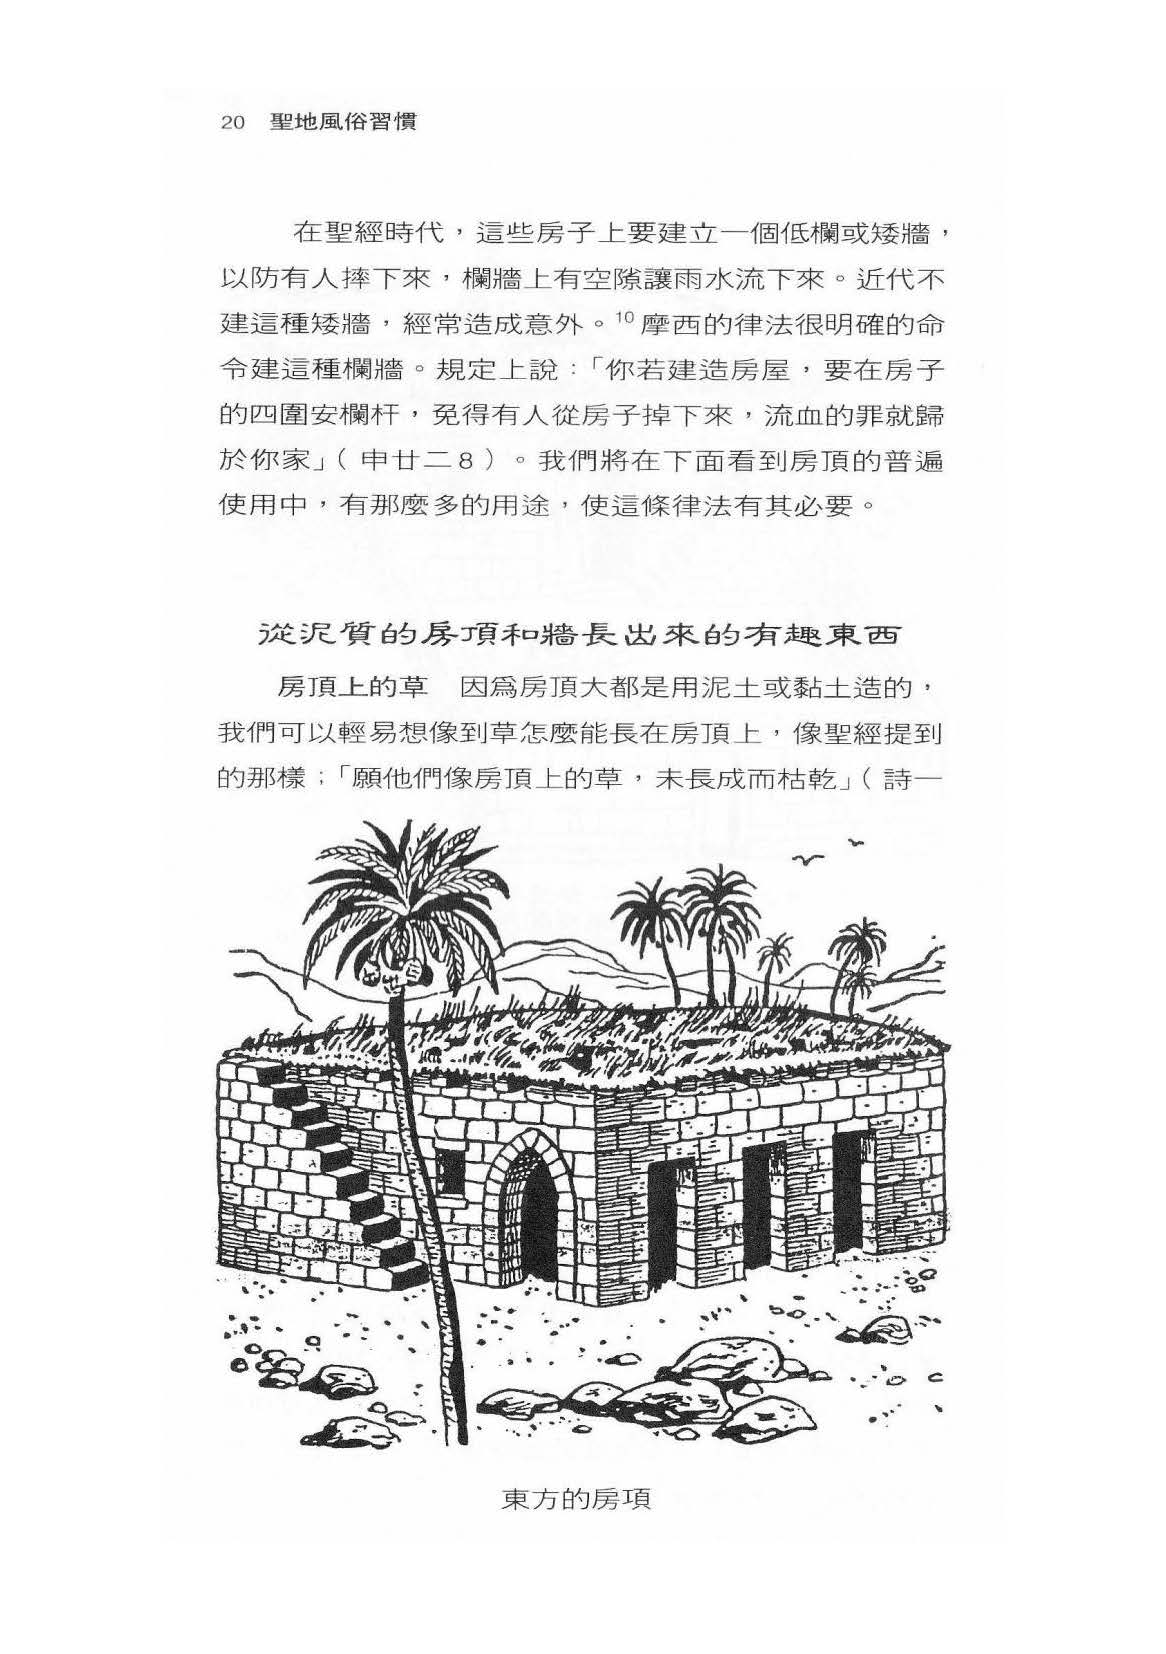 20 聖地風俗習慣
在聖經時代，這些房子上要建立一個低欄或矮牆，
以防有人摔下來，欄牆上有空隙讓雨水流下來。近代不
建這種矮牆，經常造成意外。10 摩西的律法很明確的命
令建這種欄牆。規定上說：「你若建造房屋，要在房子
的四圍安欄杆，免得有人從房子掉下來，流血的罪就歸
於你家」（申廿二8）。我們將在下面看到房頂的普遍
使用中，有那麼多的用途，使這條律法有其必要。
從泥質的房頂和牆長出來的有趣東西
房頂上的草 因爲房頂大都是用泥土或黏土造的，
我們可以輕易想像到草怎麼能長在房頂上，像聖經提到
的那樣；「願他們像房頂上的草，未長成而枯乾」（詩一
東方的房項